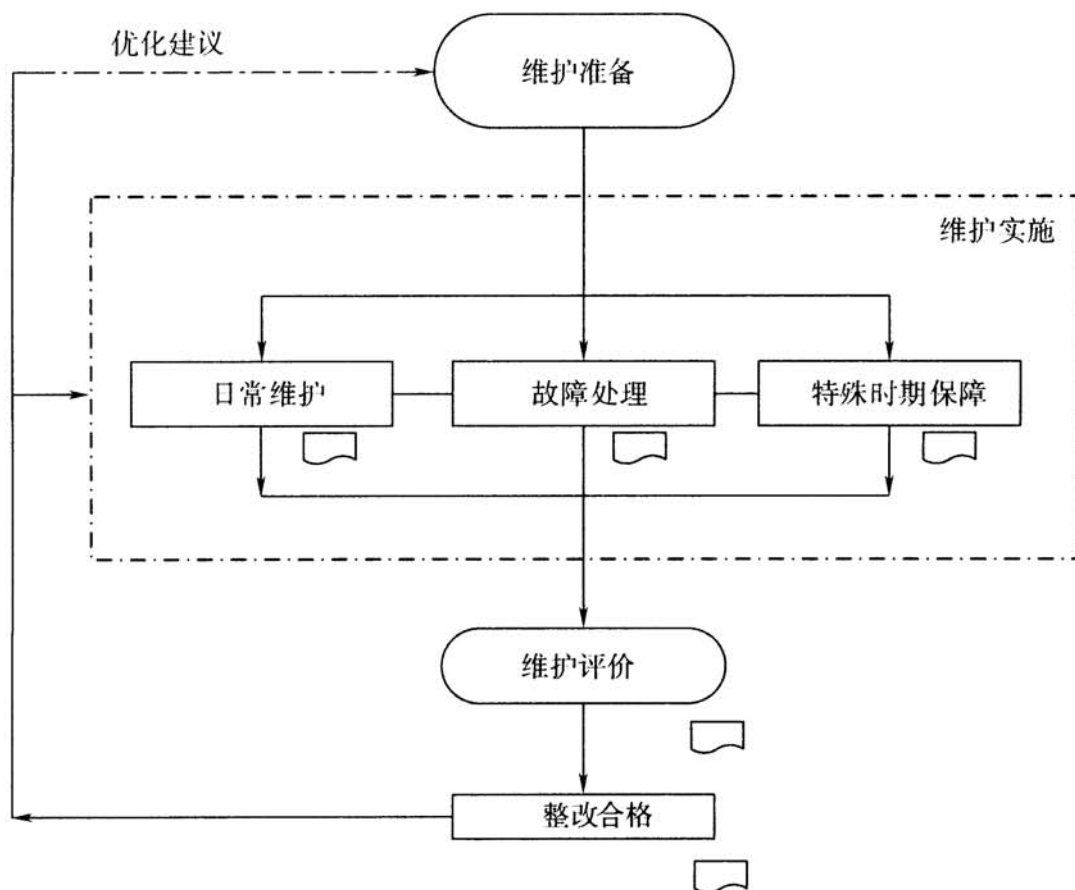 优化建议
维护准备
维护实施
日常维护
故障处理
特殊时期保障
维护评价
整改合格